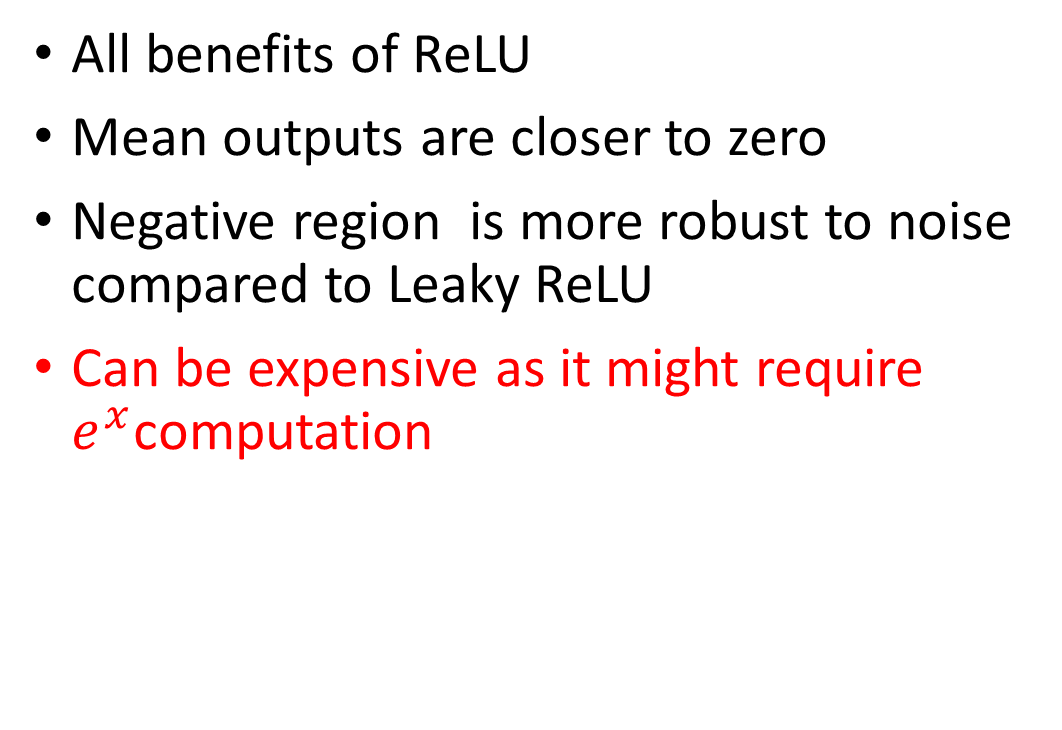 • All benefits of ReLU
• Mean outputs are closer to zero
• Negative region  is more robust to noise
compared to Leaky ReLU
• Can be expensive as it might require
𝑒ˣ computation